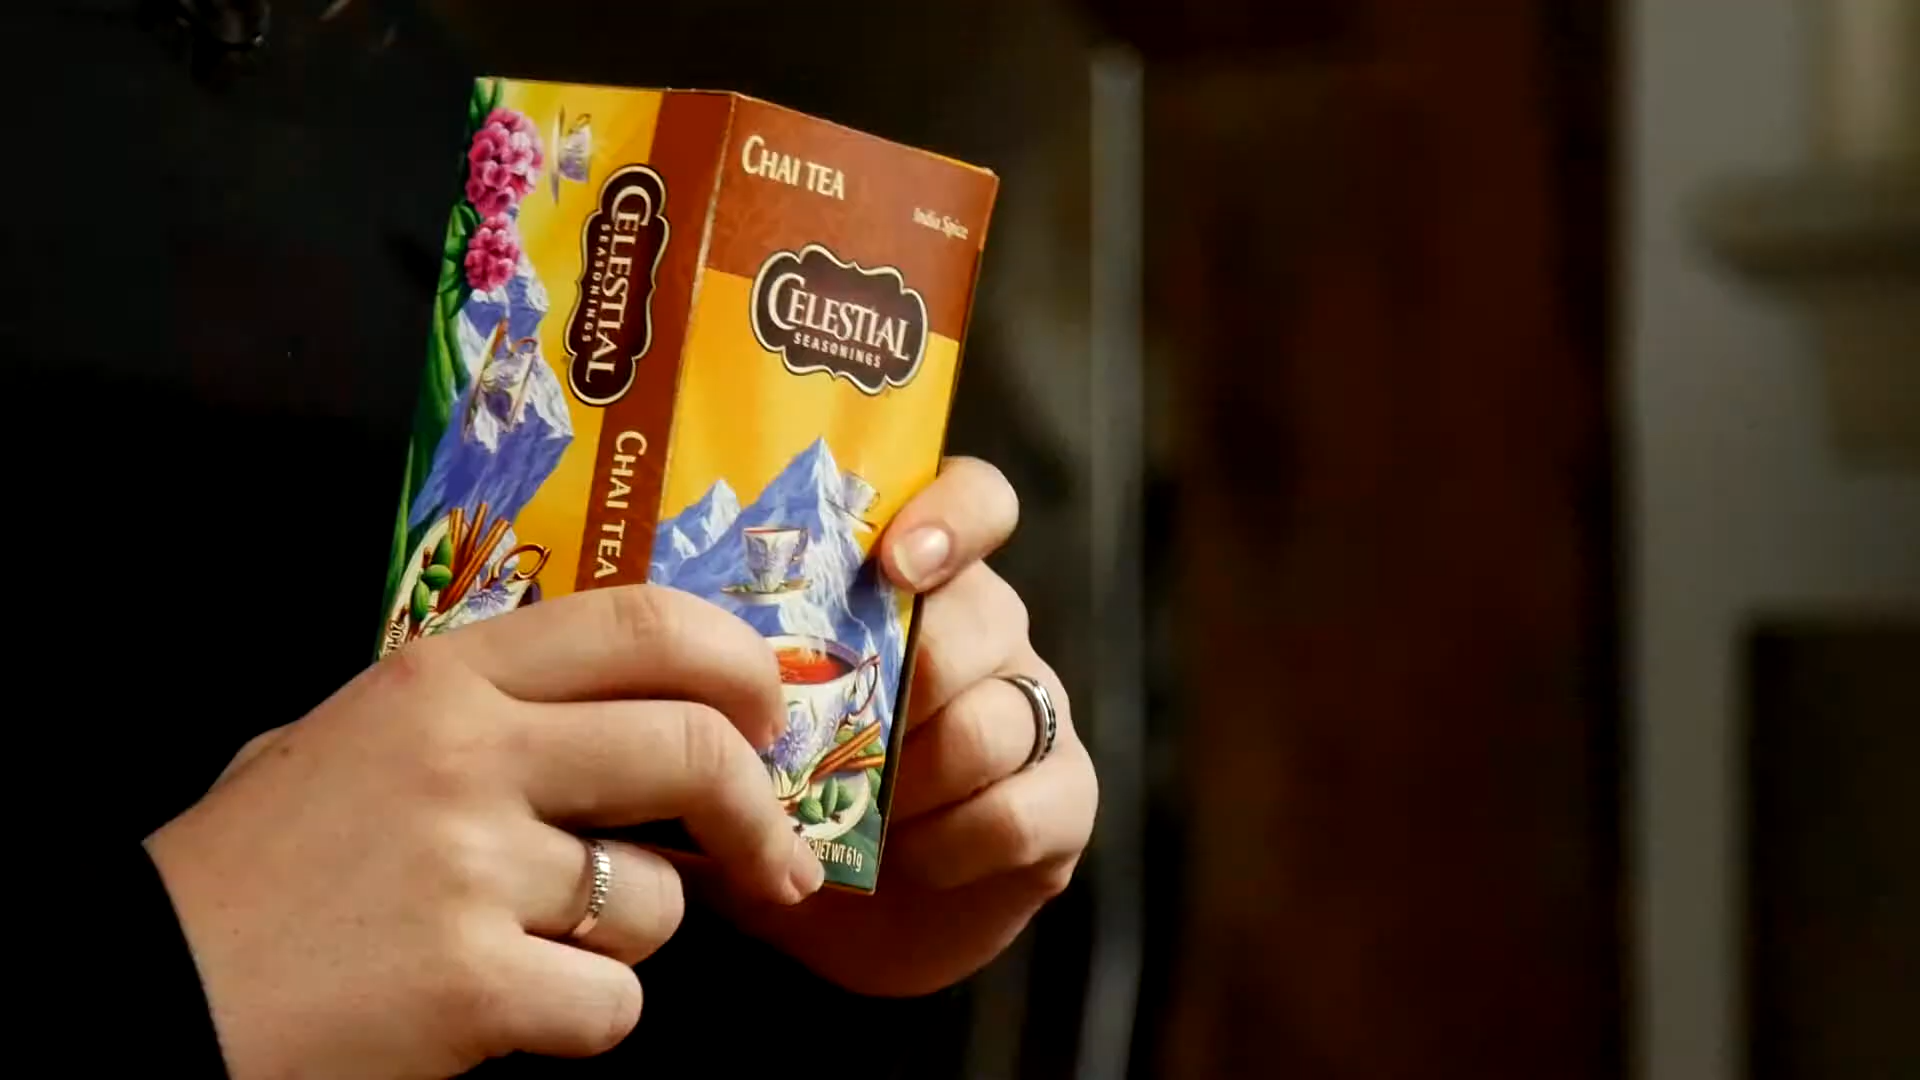 CELESTIAL
SEASONINGS
CHAI TEA
CHAI TEA
India Spice
CELESTIAL
SEASONINGS
NET WT 61g